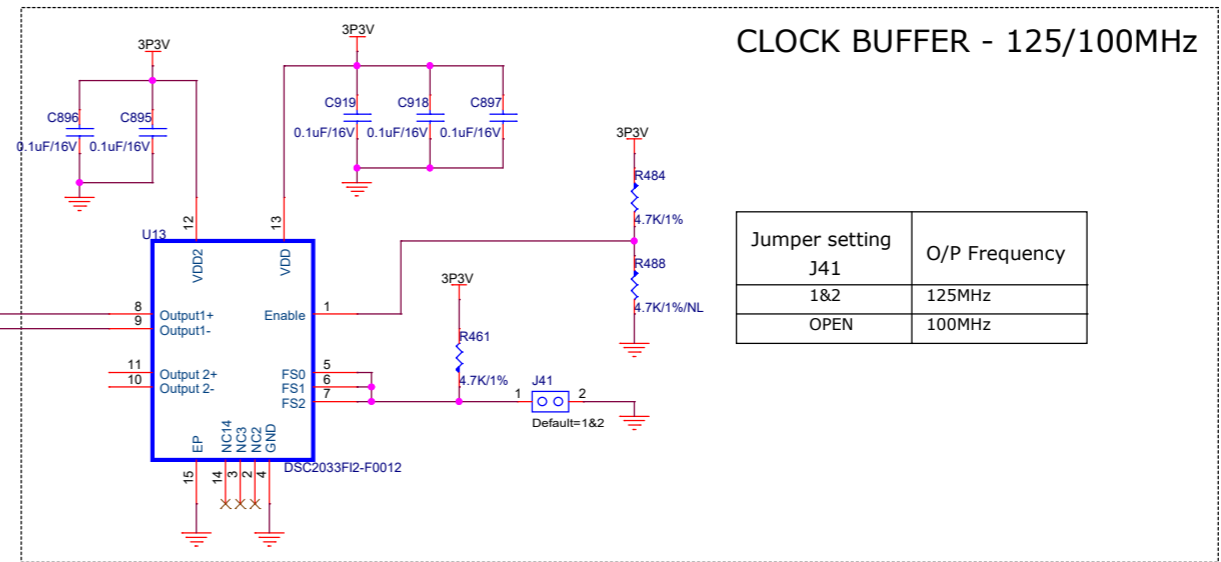 CLOCK BUFFER - 125/100MHz
3P3V
3P3V
C896
C895
0.1uF/16V
0.1uF/16V
C919
C918
C897
0.1uF/16V
0.1uF/16V
0.1uF/16V
3P3V
R484
4.7K/1%
R488
4.7K/1%/NL
U13
12
13
VDD2
VDD
8
Output1+
9
Output1-
11
Output 2+
10
Output 2-
Enable
1
FS0
5
FS1
6
FS2
7
EP
NC14
NC3
NC2
GND
15
14
3
2
4
DSC2033FI2-F0012
3P3V
R461
4.7K/1%
J41
1
2
Default=1&2
Jumper setting
J41
O/P Frequency
1&2 125MHz
OPEN 100MHz